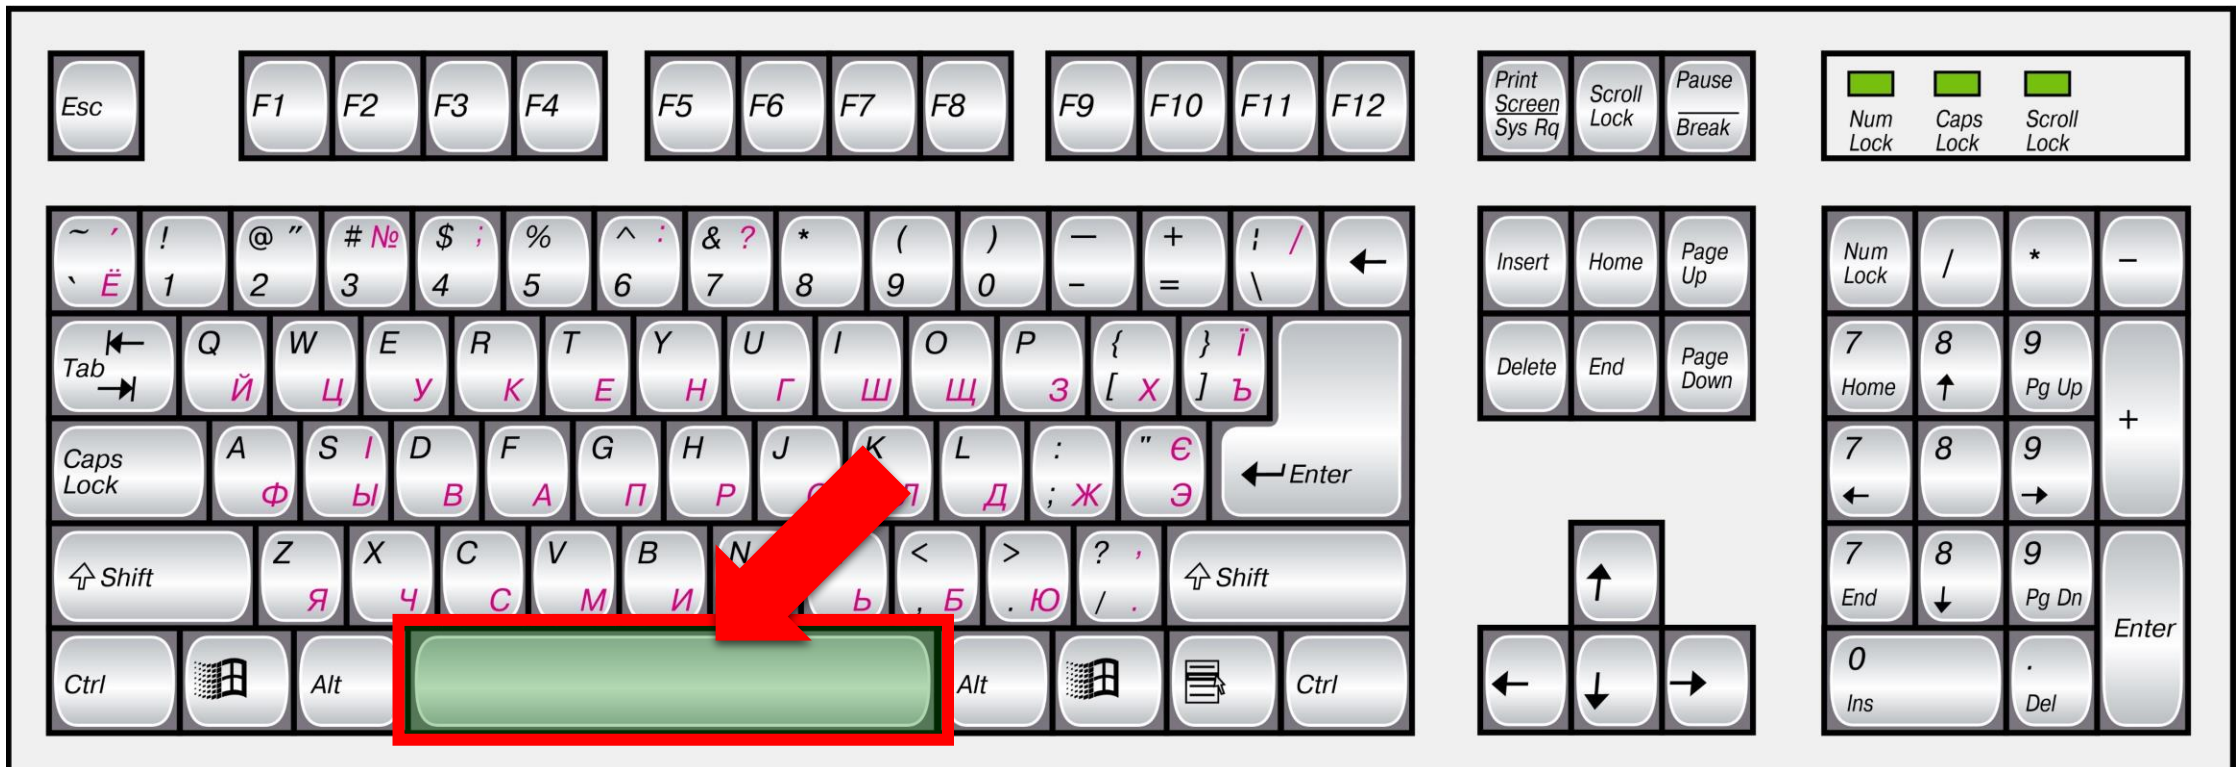 Esc F1 F2 F3 F4 F5 F6 F7 F8 F9 F10 F11 F12
Print Screen Sys Rq
Scroll Lock
Pause Break
Num Lock
Caps Lock
Scroll Lock
~ ′ ` Ё
! 1
@ " 2
# № 3
$ ; 4
% 5
^ : 6
& ? 7
* 8
( 9
) 0
— -
+ =
¦ / \
←
Insert Home Page Up
Num Lock / * –
Tab
Q Й
W Ц
E У
R К
T Е
Y Н
U Г
I Ш
O Щ
P З
{ [ Х
} Ї ] Ъ
Delete End Page Down
7 Home
8 ↑
9 Pg Up
+
Caps Lock
A Ф
S І Ы
D В
F А
G П
H Р
J
K Л
L Д
: ; Ж
" Є Э
← Enter
7 ←
8
9 →
Shift
Z Я
X Ч
C С
V М
B И
N
Ь
< , Б
> . Ю
? ’ / .
Shift
↑
7 End
8 ↓
9 Pg Dn
Enter
Ctrl Alt Alt Ctrl
← ↓ →
0 Ins
. Del